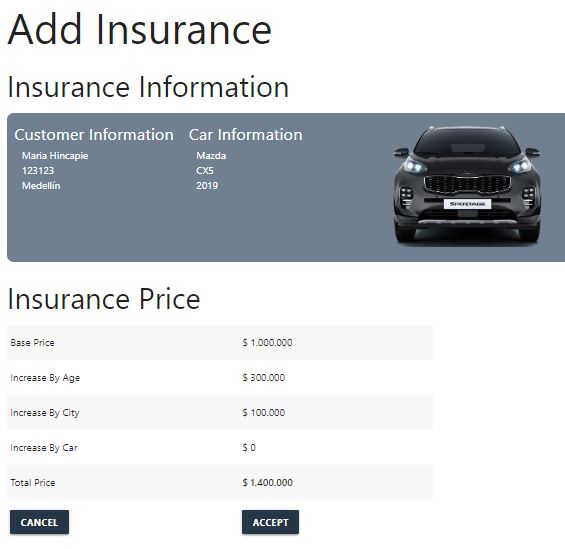 Add Insurance
Insurance Information
Customer Information
Maria Hincapie
123123
Medellín
Car Information
Mazda
CX5
2019
SPORTAGE
Insurance Price
Base Price $ 1.000.000
Increase By Age $ 300.000
Increase By City $ 100.000
Increase By Car $ 0
Total Price $ 1.400.000
CANCEL ACCEPT